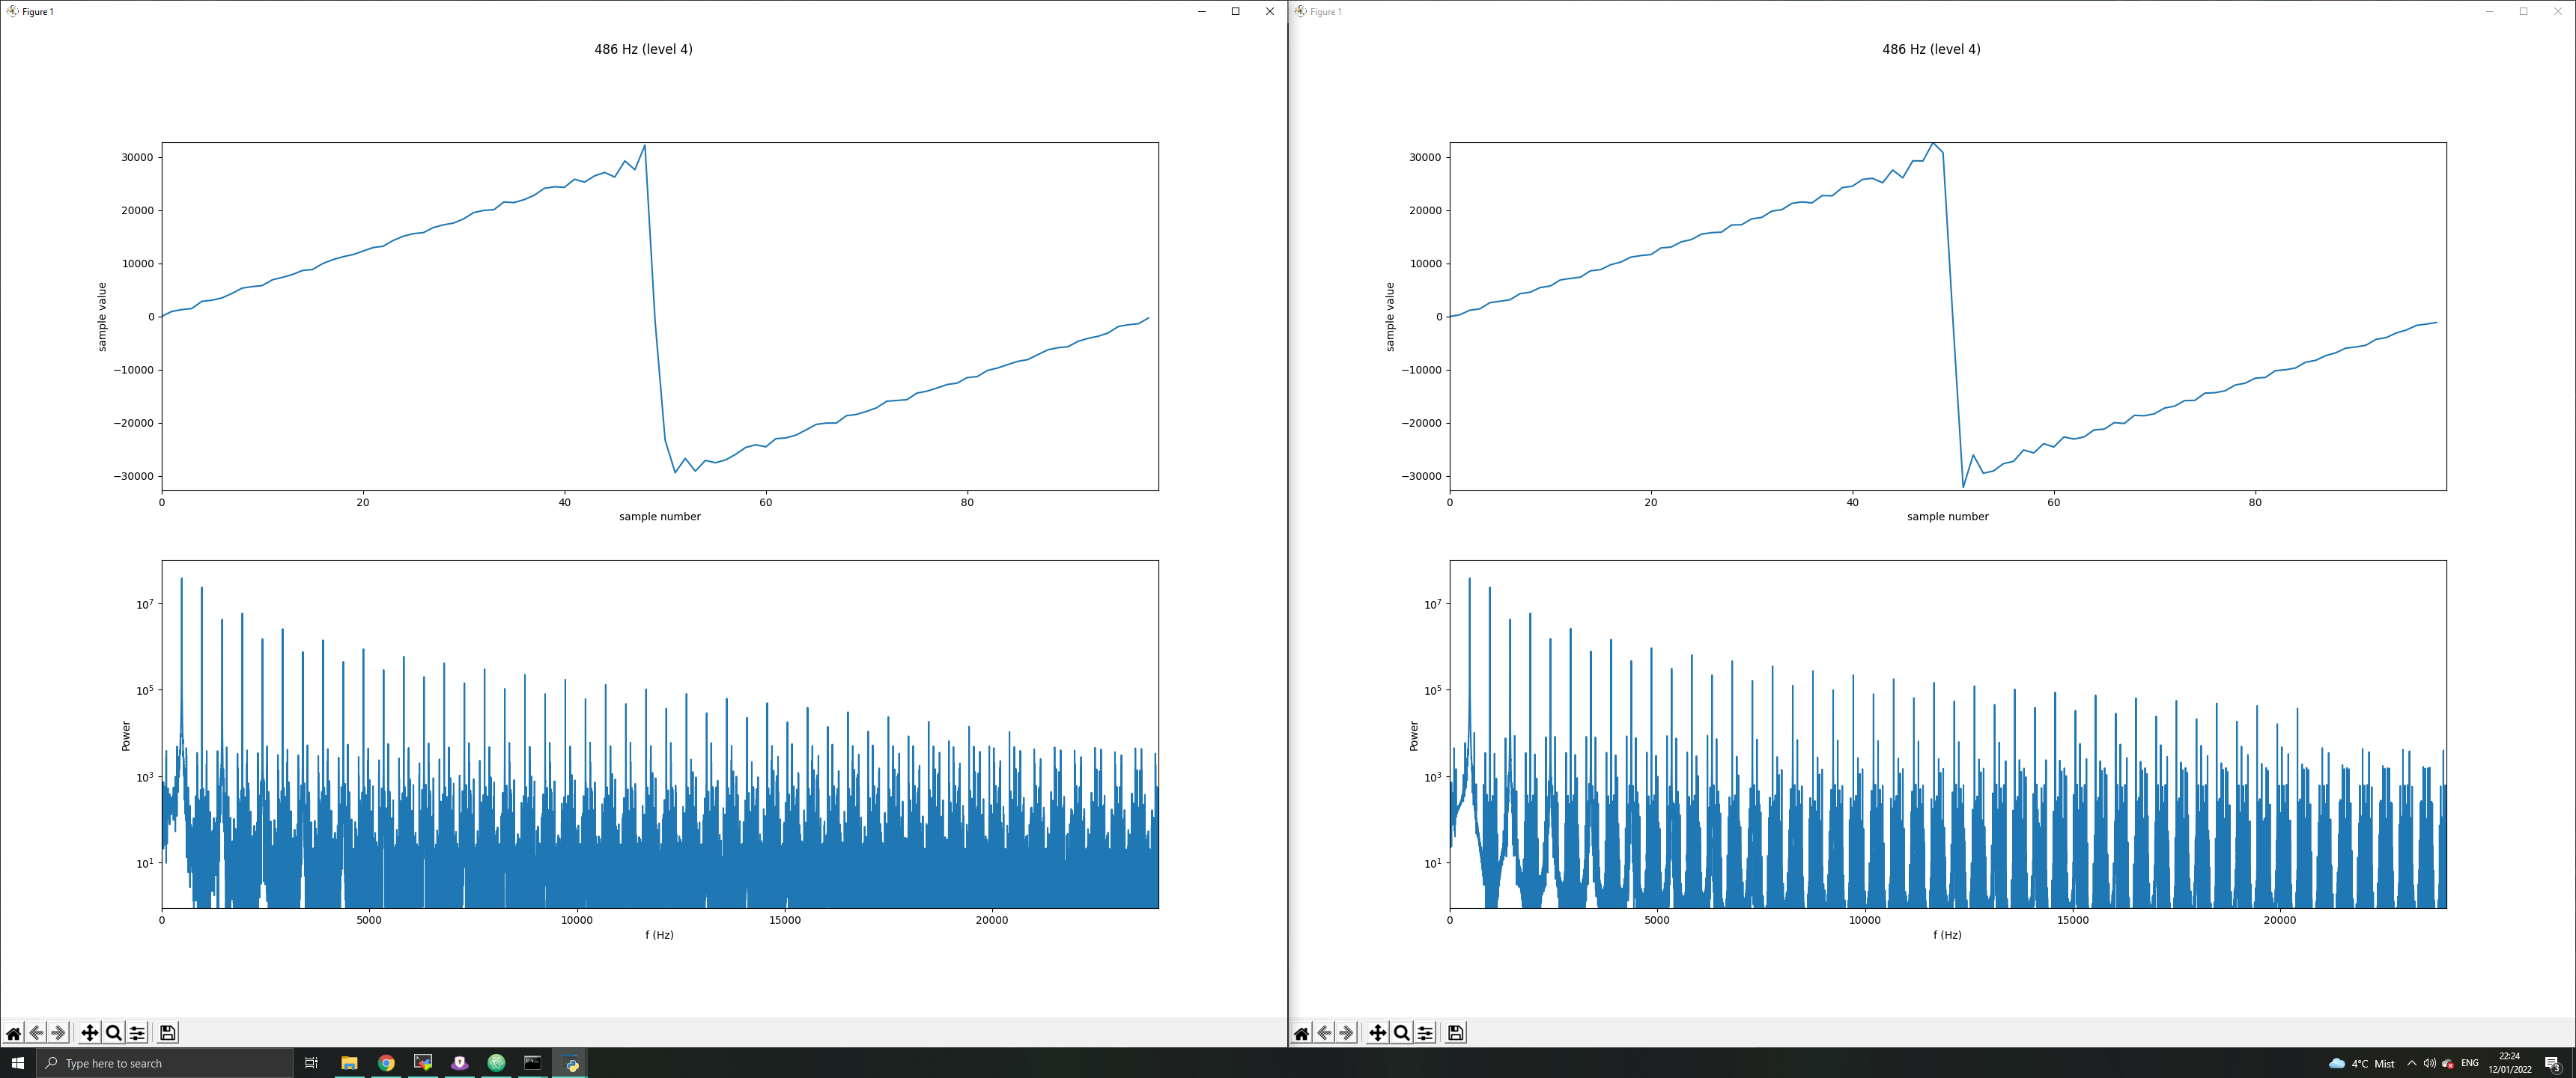 Figure 1
486 Hz (level 4)
30000
20000
10000
0
−10000
−20000
−30000
sample value
0 20 40 60 80
sample number
10^7
10^5
10^3
10^1
Power
0 5000 10000 15000 20000
f (Hz)
Figure 1
486 Hz (level 4)
30000
20000
10000
0
−10000
−20000
−30000
sample value
0 20 40 60 80
sample number
10^7
10^5
10^3
10^1
Power
0 5000 10000 15000 20000
f (Hz)
Type here to search
4°C Mist
ENG
22:24
12/01/2022
3